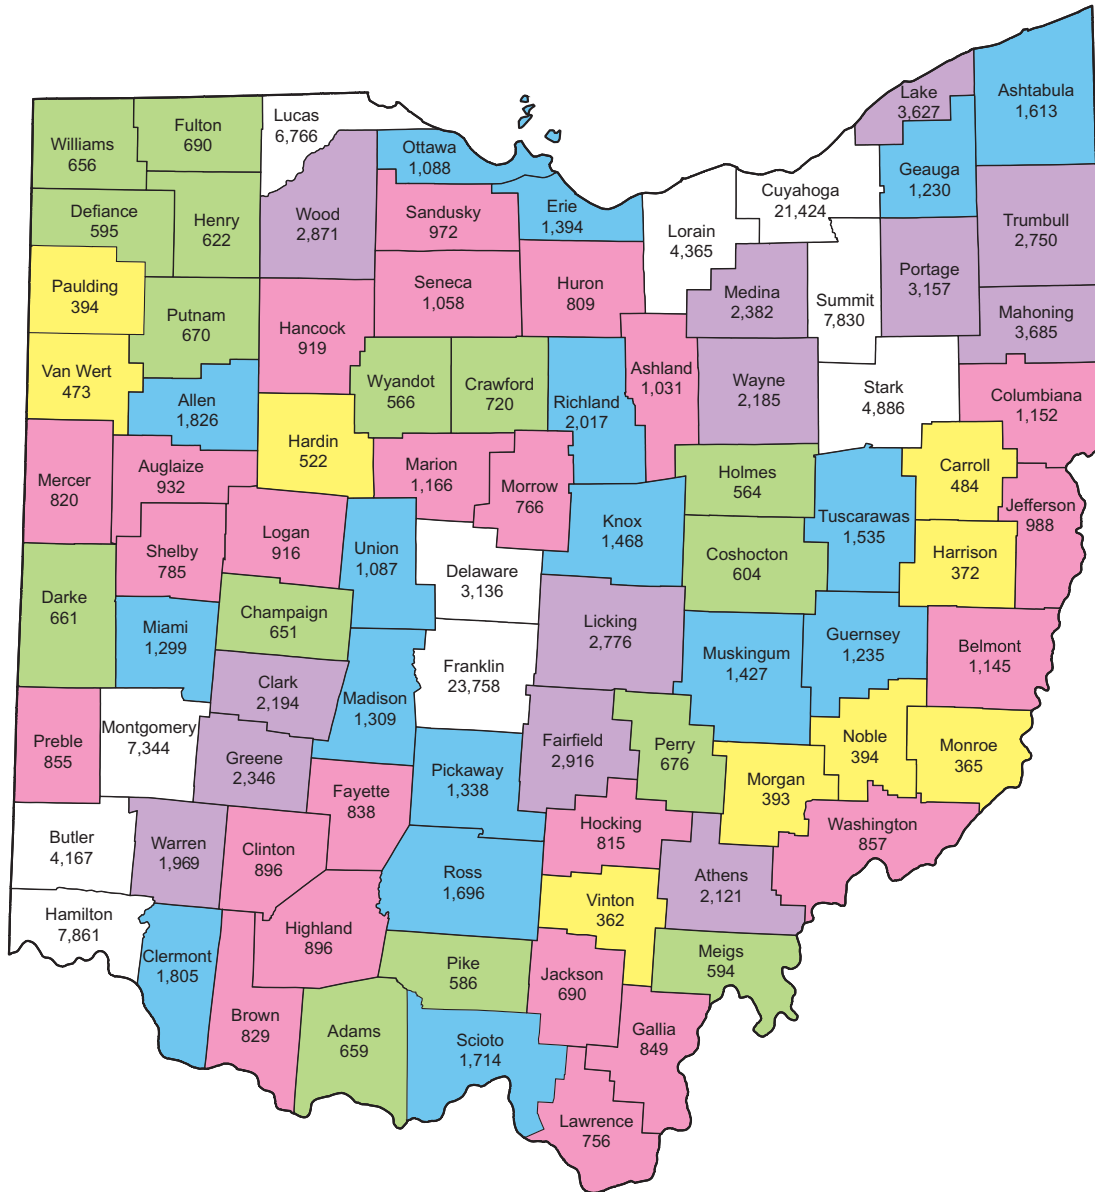 Lake
3,627
Ashtabula
1,613
Lucas
6,766
Fulton
690
Williams
656
Ottawa
1,088
Geauga
1,230
Cuyahoga
21,424
Defiance
595
Henry
622
Wood
2,871
Sandusky
972
Erie
1,394
Lorain
4,365
Trumbull
2,750
Portage
3,157
Paulding
394
Putnam
670
Hancock
919
Seneca
1,058
Huron
809
Medina
2,382
Summit
7,830
Mahoning
3,685
Van Wert
473
Allen
1,826
Wyandot
566
Crawford
720
Richland
2,017
Ashland
1,031
Wayne
2,185
Stark
4,886
Columbiana
1,152
Hardin
522
Mercer
820
Auglaize
932
Marion
1,166
Morrow
766
Holmes
564
Carroll
484
Jefferson
988
Shelby
785
Logan
916
Union
1,087
Knox
1,468
Tuscarawas
1,535
Coshocton
604
Harrison
372
Delaware
3,136
Darke
661
Miami
1,299
Champaign
651
Licking
2,776
Muskingum
1,427
Guernsey
1,235
Belmont
1,145
Clark
2,194
Madison
1,309
Franklin
23,758
Preble
855
Montgomery
7,344
Greene
2,346
Fayette
838
Pickaway
1,338
Fairfield
2,916
Perry
676
Morgan
393
Noble
394
Monroe
365
Butler
4,167
Warren
1,969
Clinton
896
Hocking
815
Washington
857
Ross
1,696
Athens
2,121
Vinton
362
Hamilton
7,861
Clermont
1,805
Highland
896
Pike
586
Jackson
690
Meigs
594
Brown
829
Adams
659
Scioto
1,714
Gallia
849
Lawrence
756